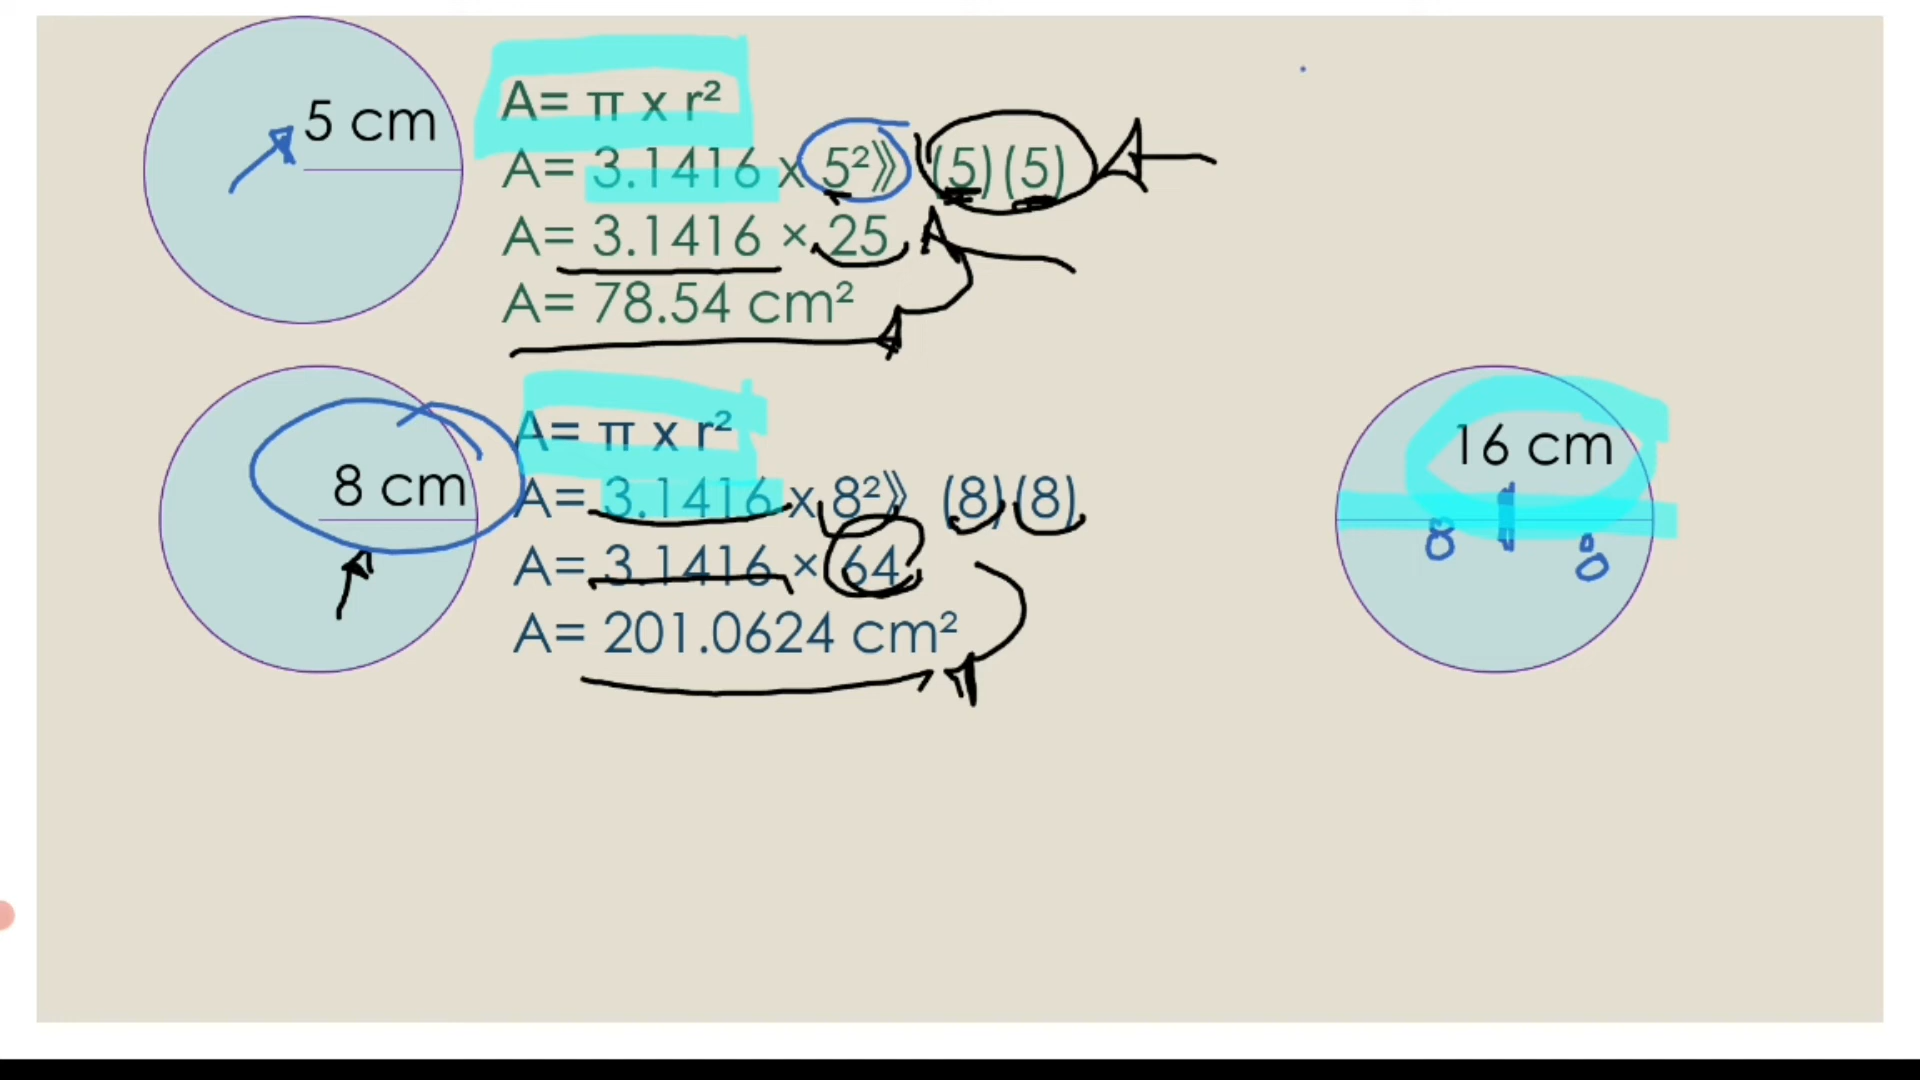 5 cm
A= π x r²
A= 3.1416 x 5²》 (5)(5)
A= 3.1416 × 25
A= 78.54 cm²
8 cm
A= π x r²
A= 3.1416 x 8²》 (8)(8)
A= 3.1416 × 64
A= 201.0624 cm²
16 cm
8 8